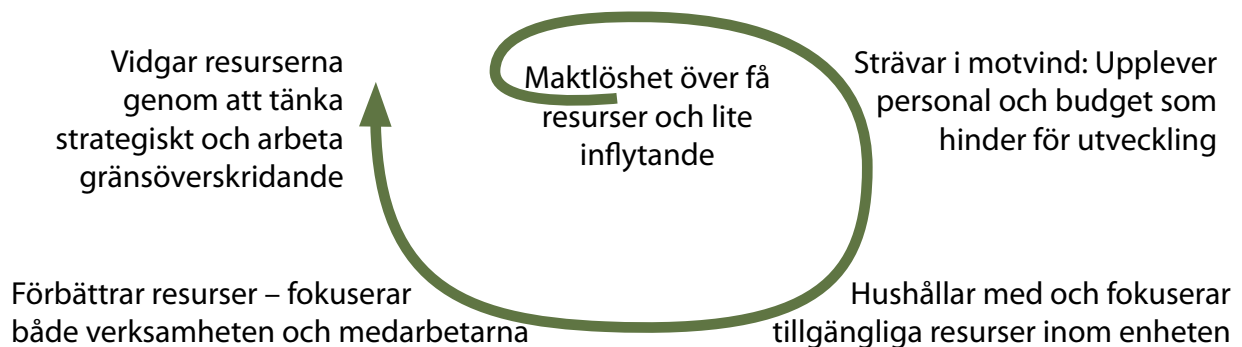 Maktlöshet över få
resurser och lite
inflytande
Strävar i motvind: Upplever
personal och budget som
hinder för utveckling
Hushållar med och fokuserar
tillgängliga resurser inom enheten
Förbättrar resurser – fokuserar
både verksamheten och medarbetarna
Vidgar resurserna
genom att tänka
strategiskt och arbeta
gränsöverskridande